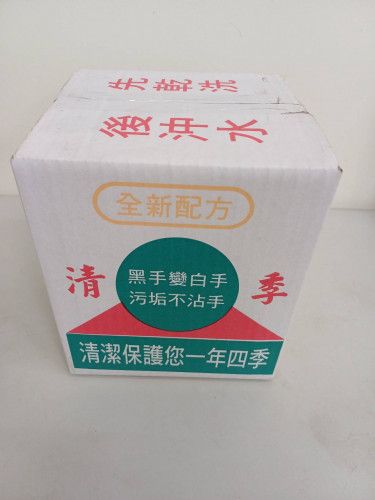 先乾洗
後沖水
全新配方
清 季
黑手變白手
污垢不沾手
清潔保護您一年四季